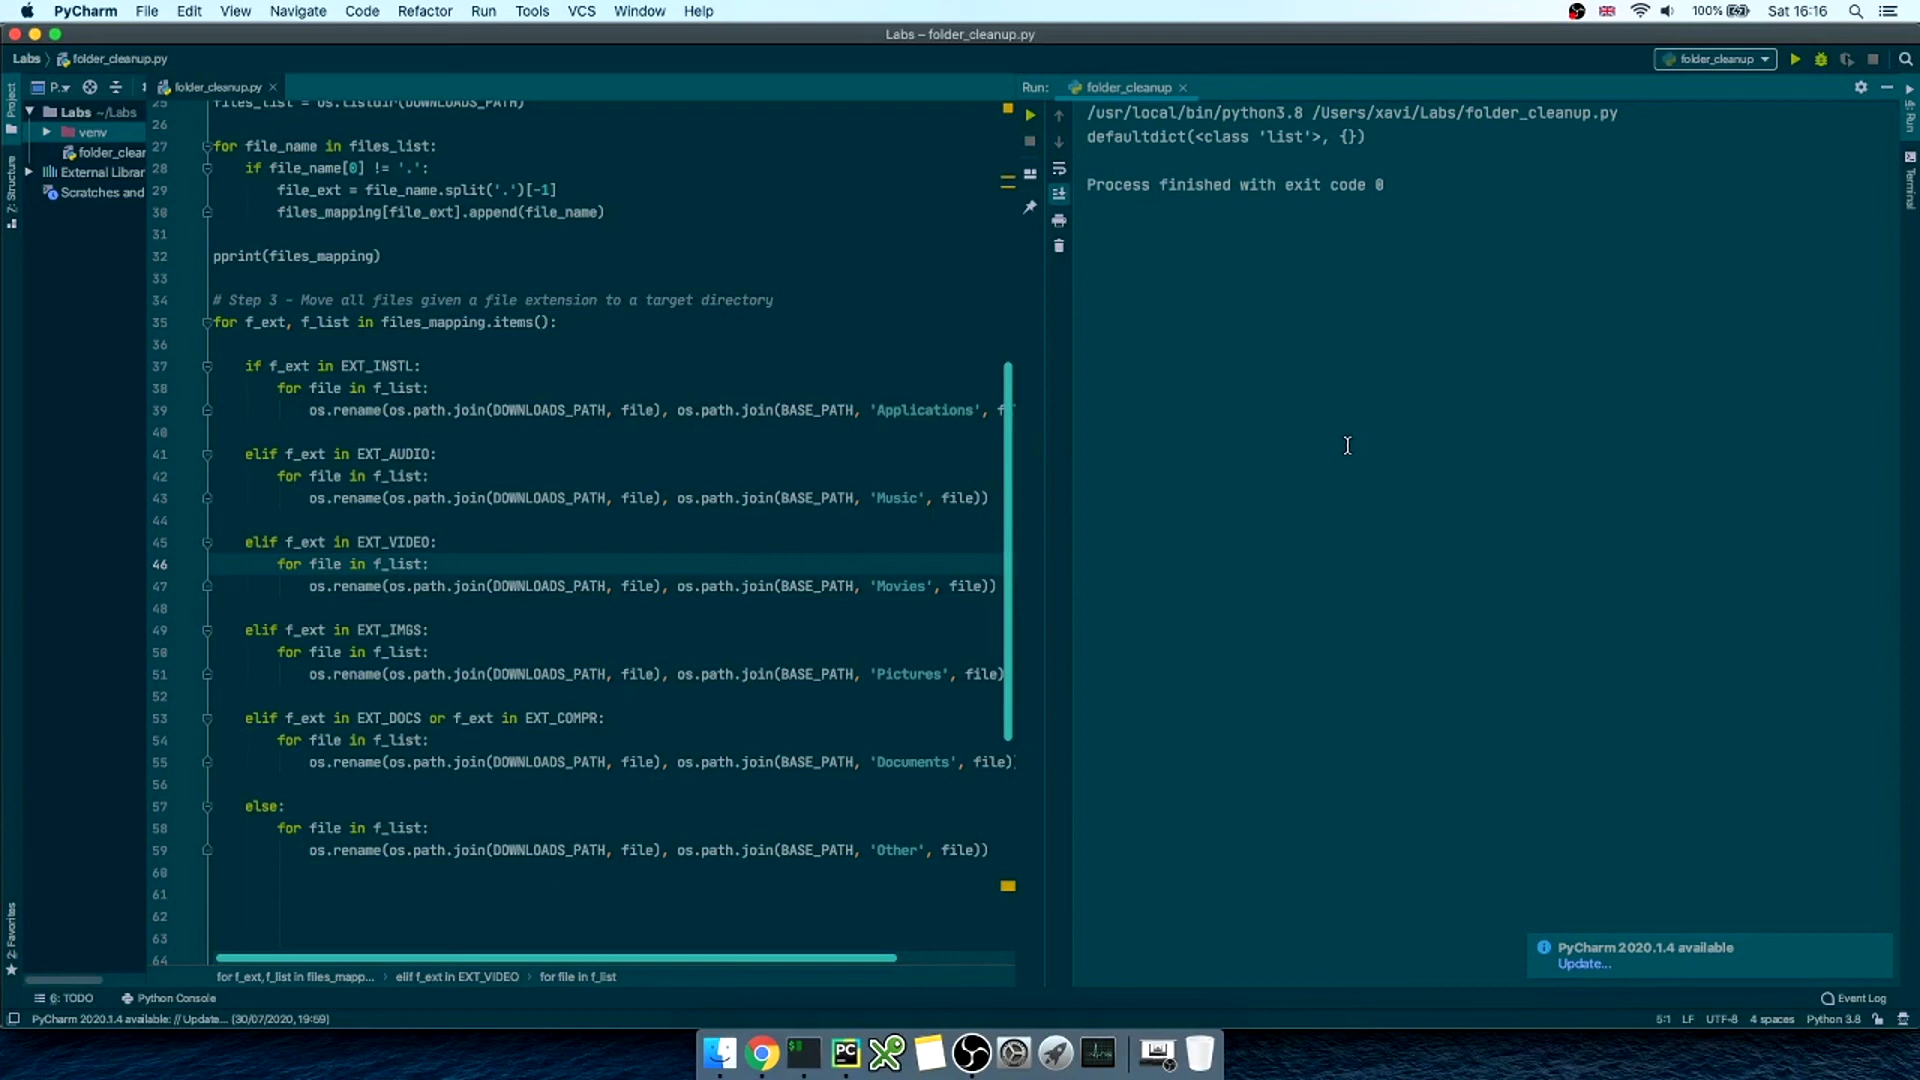 PyCharm File Edit View Navigate Code Refactor Run Tools VCS Window Help 100% Sat 16:16
Labs – folder_cleanup.py
Labs folder_cleanup.py folder_cleanup
Project P.. folder_cleanup.py
Run: folder_cleanup
Labs ~/Labs
venv
folder_clear
External Librar
Scratches and
Z: Structure
2: Favorites
25 files_list = os.listdir(DOWNLOADS_PATH)
26
27 for file_name in files_list:
28 if file_name[0] != '.':
29 file_ext = file_name.split('.')[-1]
30 files_mapping[file_ext].append(file_name)
31
32 pprint(files_mapping)
33
34 # Step 3 - Move all files given a file extension to a target directory
35 for f_ext, f_list in files_mapping.items():
36
37 if f_ext in EXT_INSTL:
38 for file in f_list:
39 os.rename(os.path.join(DOWNLOADS_PATH, file), os.path.join(BASE_PATH, 'Applications', f
40
41 elif f_ext in EXT_AUDIO:
42 for file in f_list:
43 os.rename(os.path.join(DOWNLOADS_PATH, file), os.path.join(BASE_PATH, 'Music', file))
44
45 elif f_ext in EXT_VIDEO:
46 for file in f_list:
47 os.rename(os.path.join(DOWNLOADS_PATH, file), os.path.join(BASE_PATH, 'Movies', file))
48
49 elif f_ext in EXT_IMGS:
50 for file in f_list:
51 os.rename(os.path.join(DOWNLOADS_PATH, file), os.path.join(BASE_PATH, 'Pictures', file)
52
53 elif f_ext in EXT_DOCS or f_ext in EXT_COMPR:
54 for file in f_list:
55 os.rename(os.path.join(DOWNLOADS_PATH, file), os.path.join(BASE_PATH, 'Documents', file)
56
57 else:
58 for file in f_list:
59 os.rename(os.path.join(DOWNLOADS_PATH, file), os.path.join(BASE_PATH, 'Other', file))
60
61
62
63
64
for f_ext, f_list in files_mapp... › elif f_ext in EXT_VIDEO › for file in f_list
/usr/local/bin/python3.8 /Users/xavi/Labs/folder_cleanup.py
defaultdict(<class 'list'>, {})
Process finished with exit code 0
4: Run
Terminal
PyCharm 2020.1.4 available
Update...
6: TODO Python Console Event Log
PyCharm 2020.1.4 available: // Update... (30/07/2020, 19:59) 5:1 LF UTF-8 4 spaces Python 3.8
PC